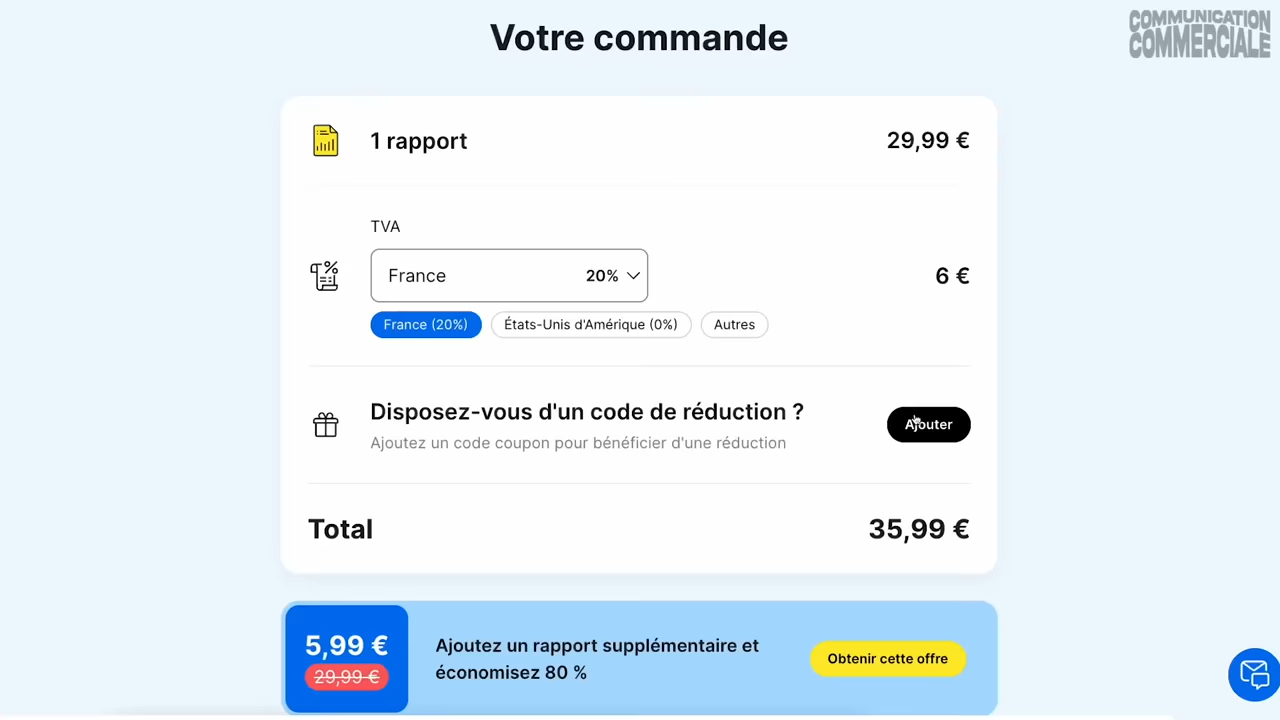 Votre commande
COMMUNICATION
COMMERCIALE
1 rapport
29,99 €
TVA
France 20%
6 €
France (20%) États-Unis d'Amérique (0%) Autres
Disposez-vous d'un code de réduction ?
Ajoutez un code coupon pour bénéficier d'une réduction
Ajouter
Total
35,99 €
5,99 €
29,99 €
Ajoutez un rapport supplémentaire et
économisez 80 %
Obtenir cette offre